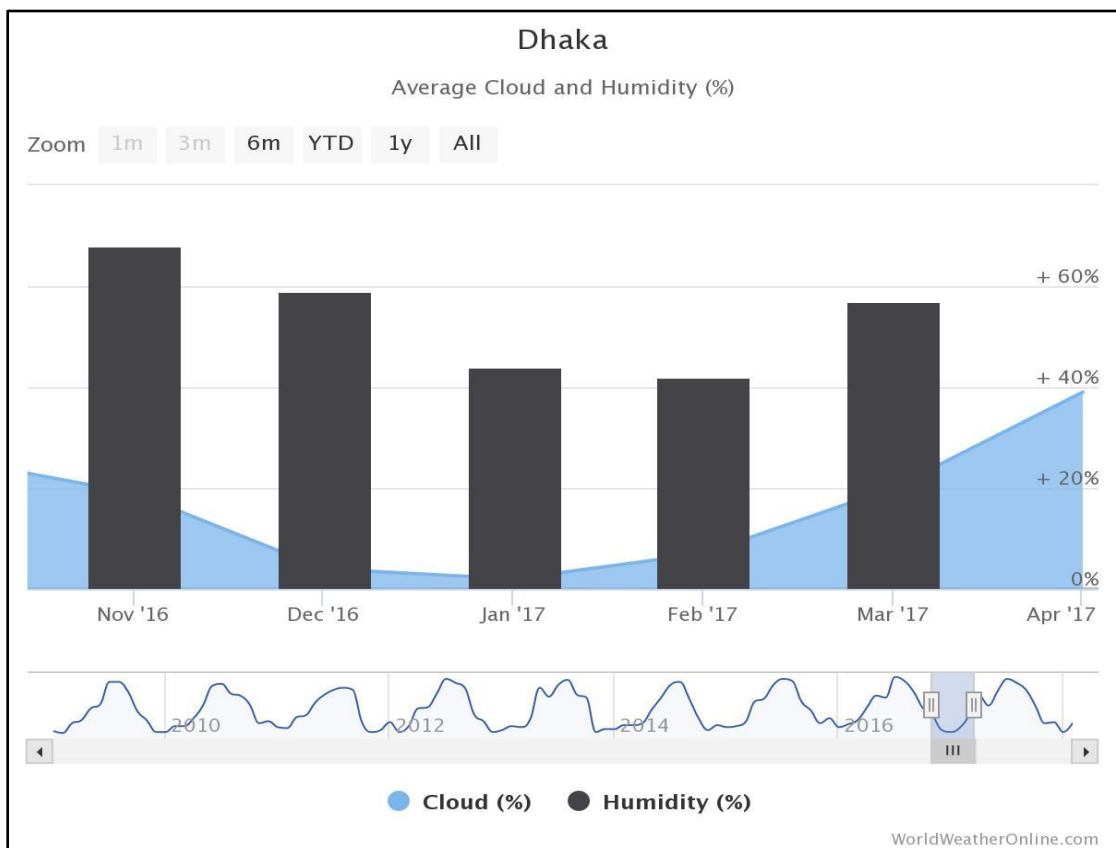 Dhaka
Average Cloud and Humidity (%)
Zoom 1m 3m 6m YTD 1y All
+ 60%
+ 40%
+ 20%
0%
Nov '16 Dec '16 Jan '17 Feb '17 Mar '17 Apr '17
2010 2012 2014 2016
Cloud (%) Humidity (%)
WorldWeatherOnline.com